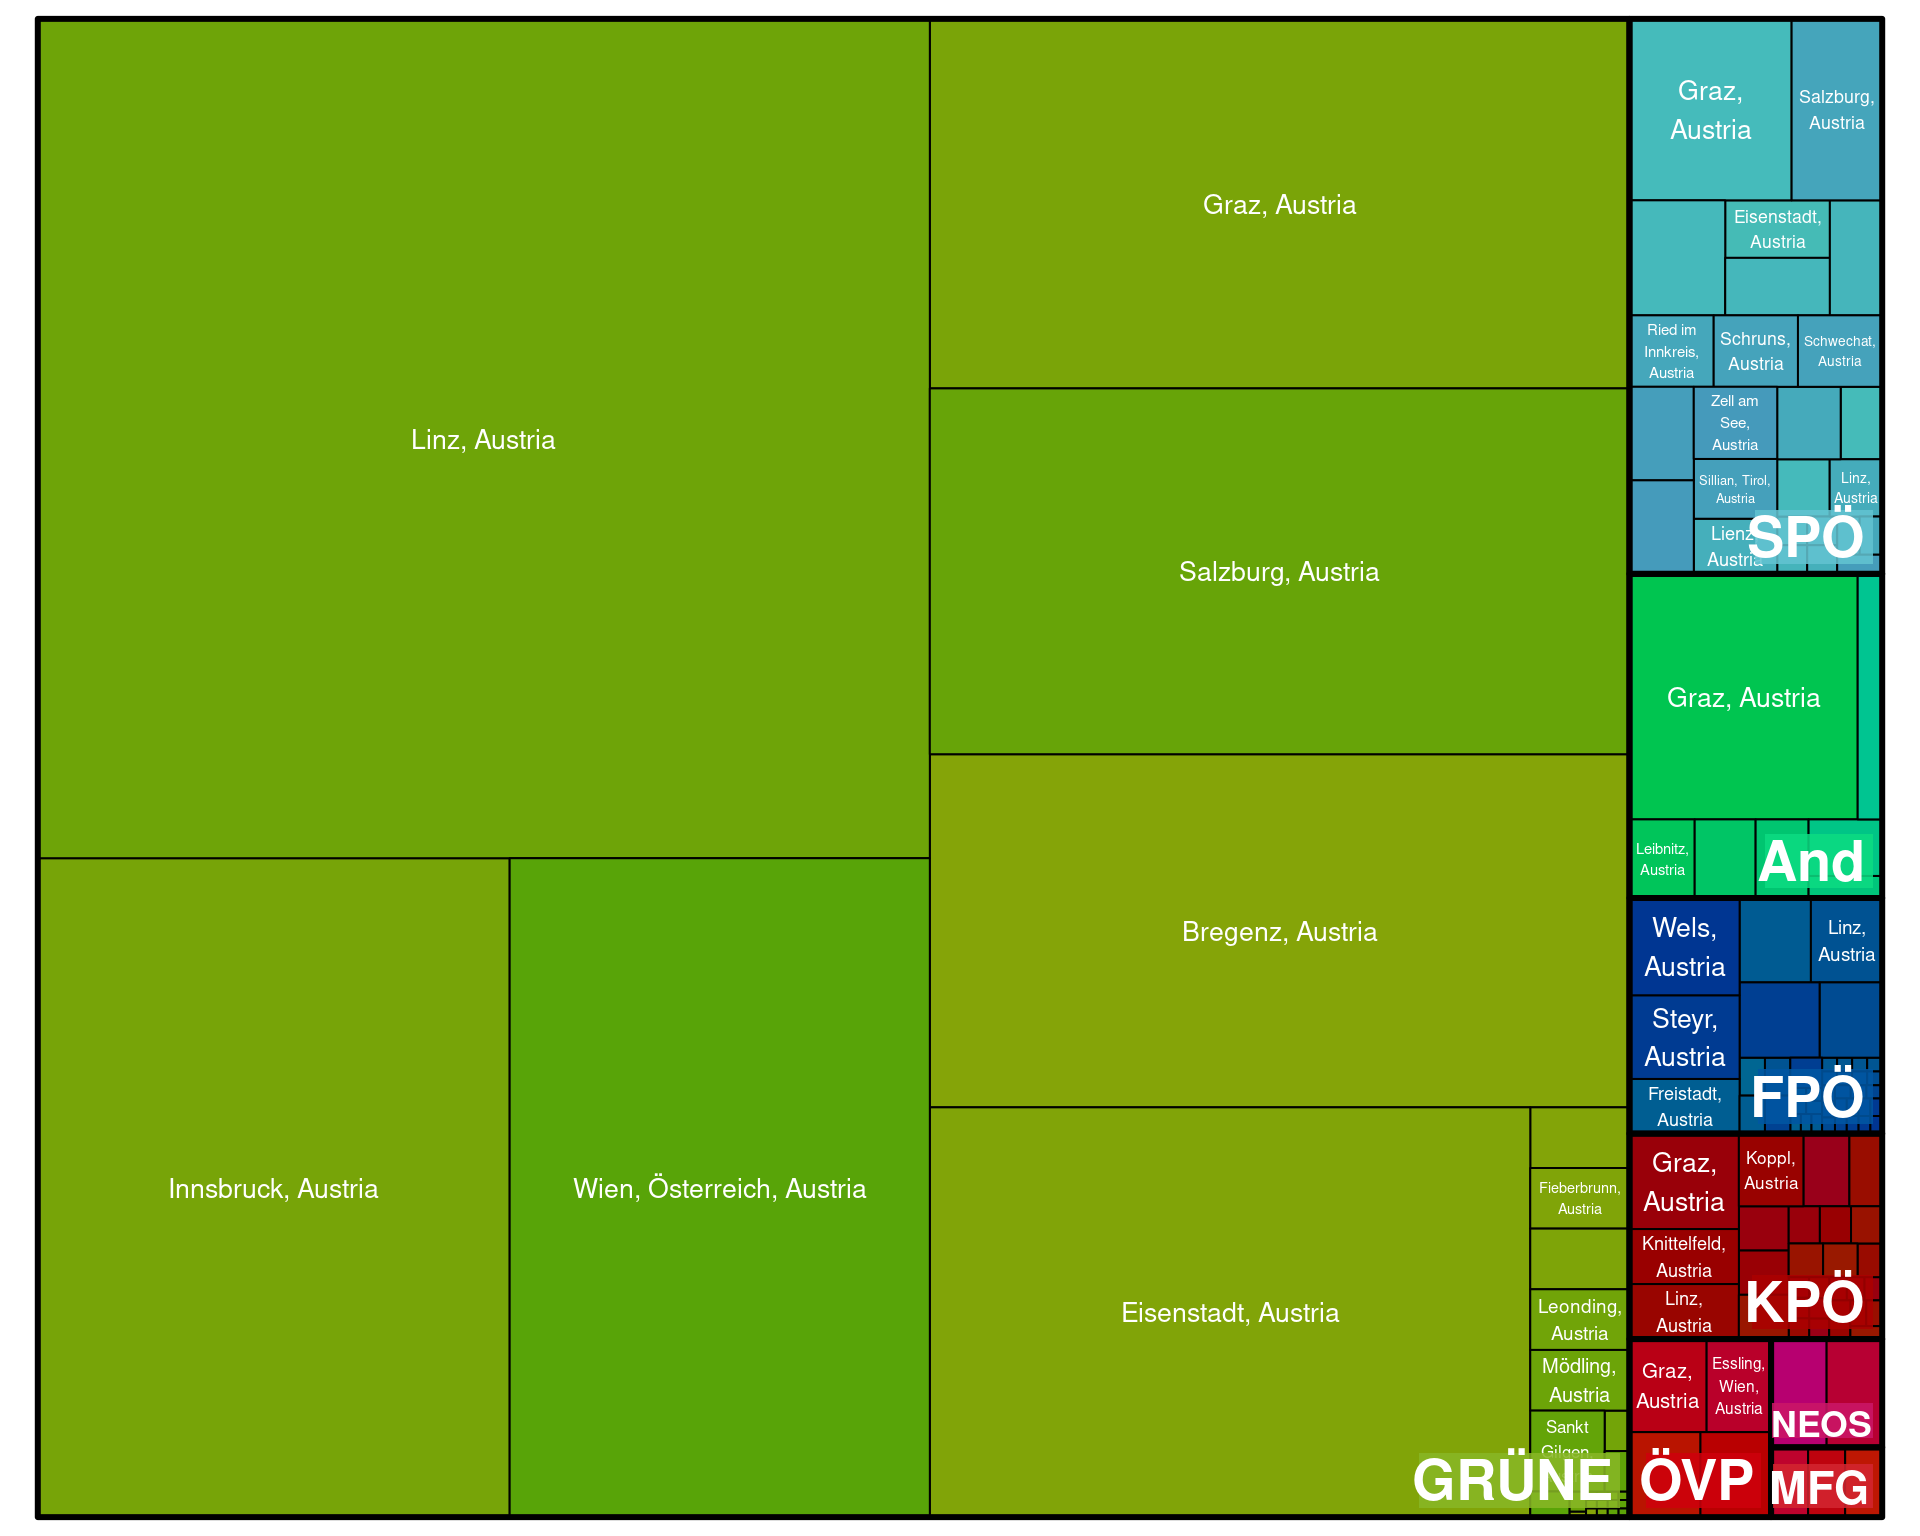 Linz, Austria
Graz, Austria
Salzburg, Austria
Bregenz, Austria
Innsbruck, Austria
Wien, Österreich, Austria
Eisenstadt, Austria
Fieberbrunn,
Austria
Leonding,
Austria
Mödling,
Austria
Sankt
Gilgen,
GRÜNE
Graz,
Austria
Salzburg,
Austria
Eisenstadt,
Austria
Ried im
Innkreis,
Austria
Schruns,
Austria
Schwechat,
Austria
Zell am
See,
Austria
Sillian, Tirol,
Austria
Linz,
Austria
Lienz,
Austria
SPÖ
Graz, Austria
Leibnitz,
Austria
And
Wels,
Austria
Linz,
Austria
Steyr,
Austria
Freistadt,
Austria
FPÖ
Graz,
Austria
Koppl,
Austria
Knittelfeld,
Austria
Linz,
Austria
KPÖ
Graz,
Austria
Essling,
Wien,
Austria
ÖVP
NEOS
MFG